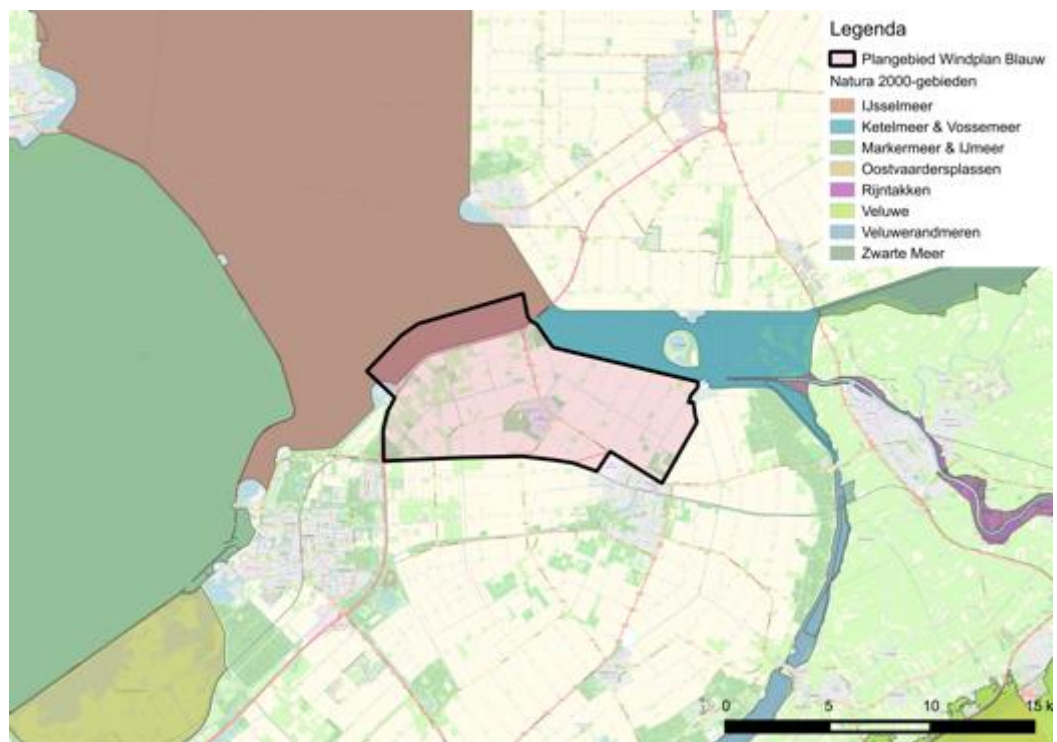 Legenda
Plangebied Windplan Blauw
Natura 2000-gebieden
IJsselmeer
Ketelmeer & Vossemeer
Markermeer & IJmeer
Oostvaardersplassen
Rijntakken
Veluwe
Veluwerandmeren
Zwarte Meer
0 5 10 15 k